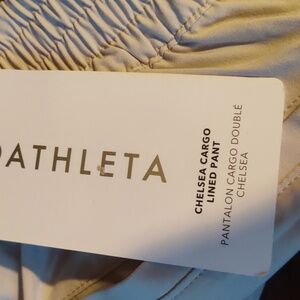 ATHLETA
CHELSEA CARGO
LINED PANT
PANTALON CARGO DOUBLÉ
CHELSEA